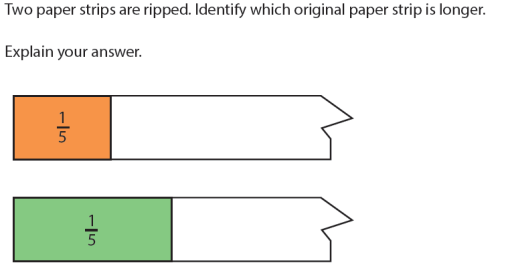 Two paper strips are ripped. Identify which original paper strip is longer.
Explain your answer.
1
5
1
5